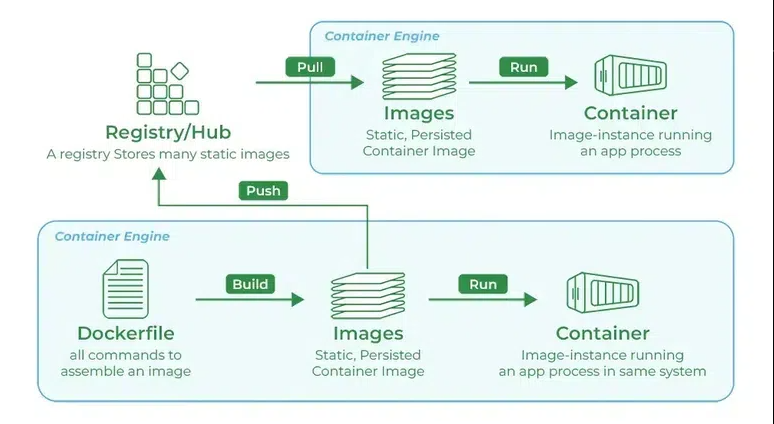 Container Engine
Pull
Run
Images
Container
Registry/Hub
Static, Persisted
Container Image
Image-instance running
an app process
A registry Stores many static images
Push
Container Engine
Build
Run
Dockerfile
Images
Container
all commands to
assemble an image
Static, Persisted
Container Image
Image-instance running
an app process in same system